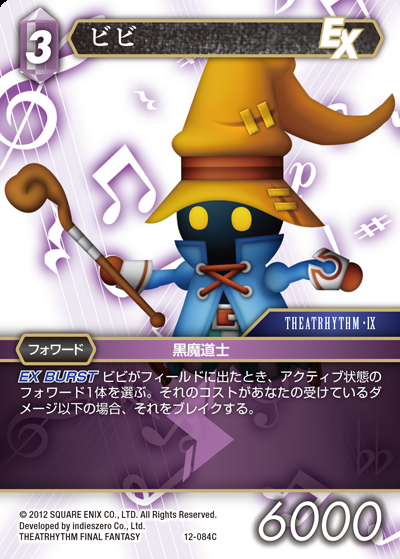 3
ビビ
EX
THEATRHYTHM・IX
フォワード
黒魔道士
EX BURST ビビがフィールドに出たとき、アクティブ状態の
フォワード1体を選ぶ。それのコストがあなたの受けているダ
メージ以下の場合、それをブレイクする。
© 2012 SQUARE ENIX CO., LTD. All Rights Reserved.
Developed by indieszero Co., Ltd.
THEATRHYTHM FINAL FANTASY
12-084C
6000